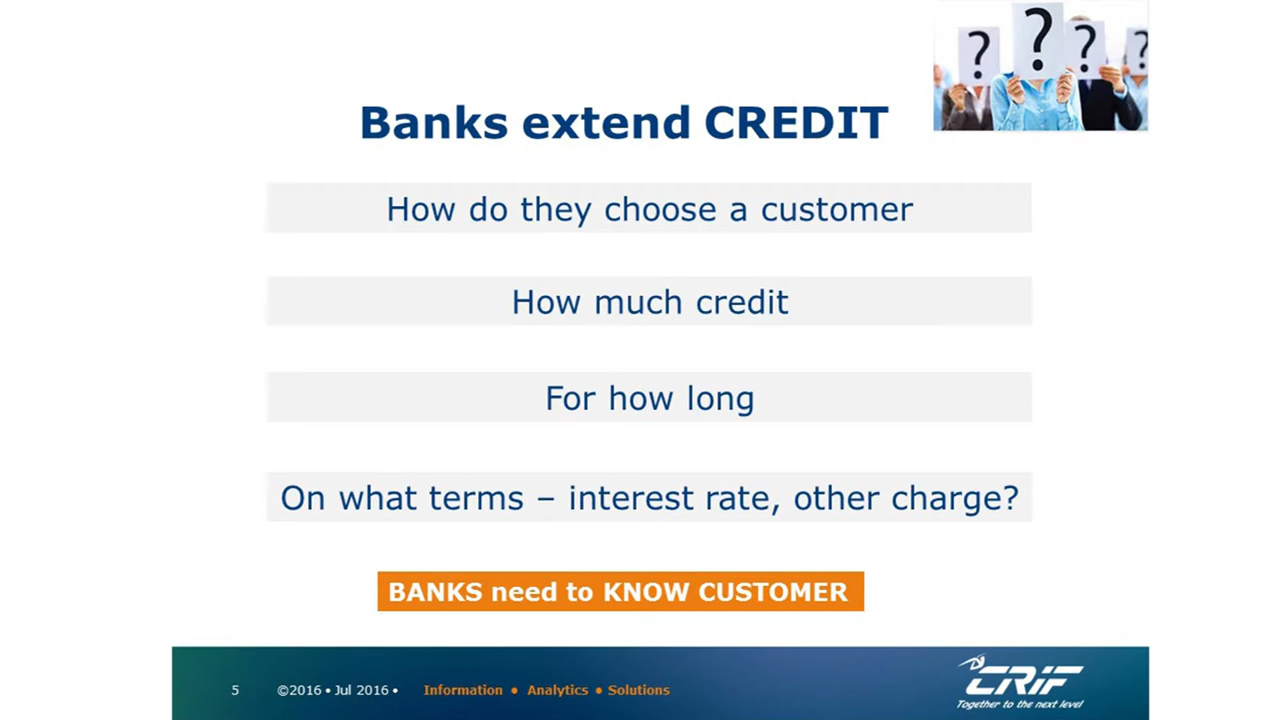 ? ? ? ?
Banks extend CREDIT
How do they choose a customer
How much credit
For how long
On what terms – interest rate, other charge?
BANKS need to KNOW CUSTOMER
5 ©2016 • Jul 2016 • Information • Analytics • Solutions
CRIF
Together to the next level